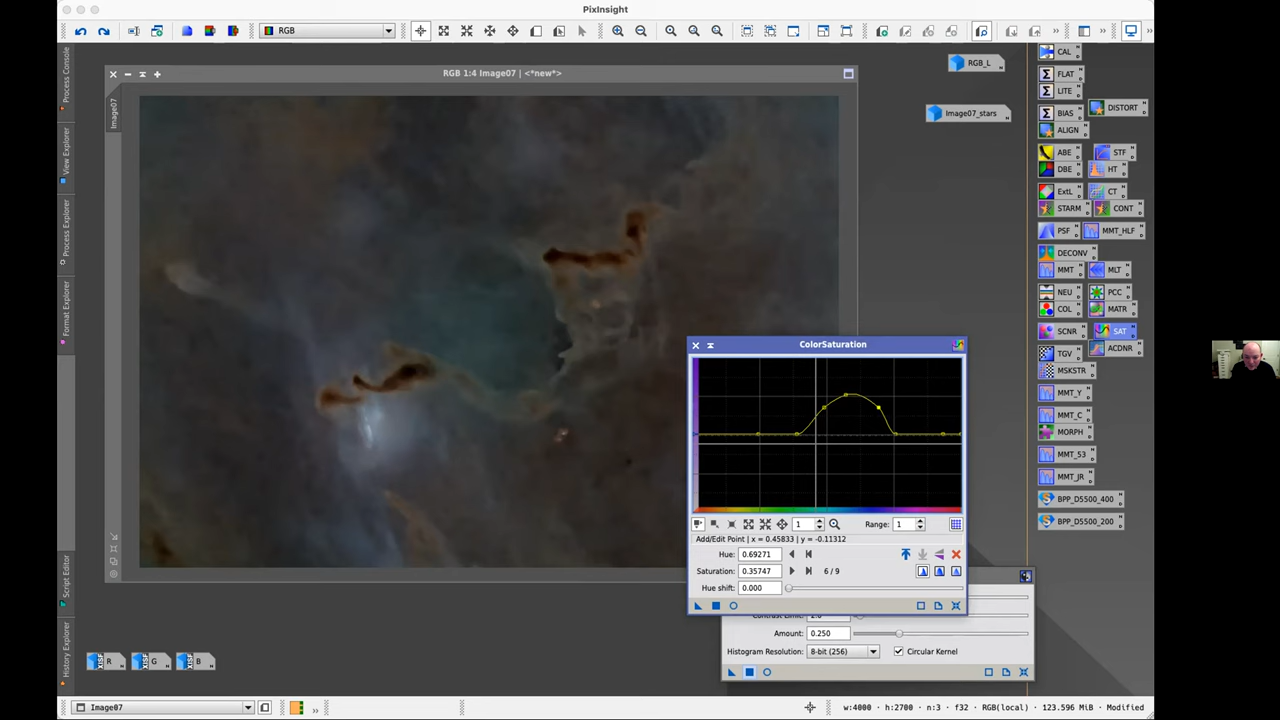 PixInsight
RGB
Process Console
View Explorer
Process Explorer
Format Explorer
Script Editor
History Explorer
RGB 1:4 Image07 | <*new*>
Image07
RGB_L
Image07_stars
CAL
FLAT
LITE
BIAS
DISTORT
ALIGN
ABE
STF
DBE
HT
ExtL
CT
STARM
CONT
PSF
MMT_HLF
DECONV
MMT
MLT
NEU
PCC
COL
MATR
SCNR
SAT
TGV
ACDNR
MSKSTR
MMT_Y
MMT_C
MORPH
MMT_53
MMT_JR
BPP_D5500_400
BPP_D5500_200
ColorSaturation
1
Range: 1
Add/Edit Point | x = 0.45833 | y = -0.11312
Hue: 0.69271
Saturation: 0.35747
6 / 9
Hue shift: 0.000
Amount: 0.250
Histogram Resolution: 8-bit (256)
Circular Kernel
R
G
B
Image07
w:4000 | h:2700 | n:3 | f32 | RGB(local) | 123.596 MiB | Modified